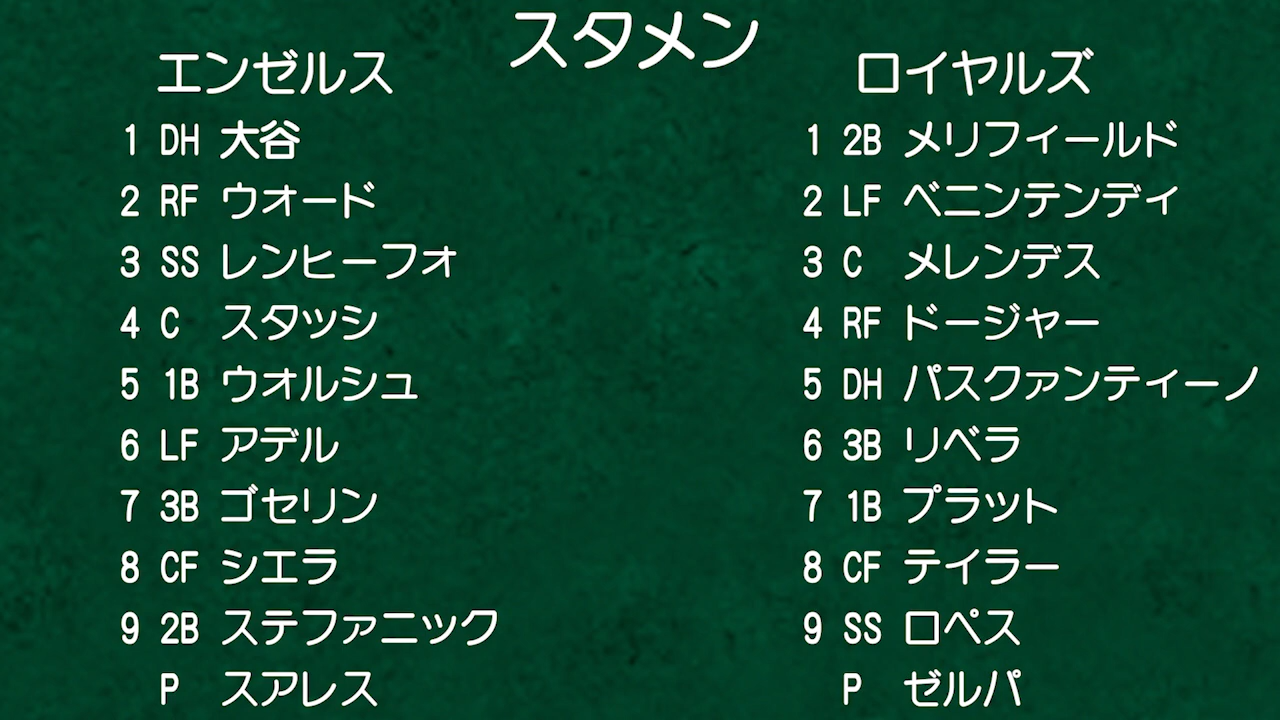 スタメン
エンゼルス
1 DH 大谷
2 RF ウオード
3 SS レンヒーフォ
4 C スタッシ
5 1B ウオルシュ
6 LF アデル
7 3B ゴセリン
8 CF シエラ
9 2B ステファニック
P スアレス
ロイヤルズ
1 2B メリフィールド
2 LF ベニンテンディ
3 C メレンデス
4 RF ドージャー
5 DH パスクァンティーノ
6 3B リベラ
7 1B プラット
8 CF テイラー
9 SS ロペス
P ゼルパ